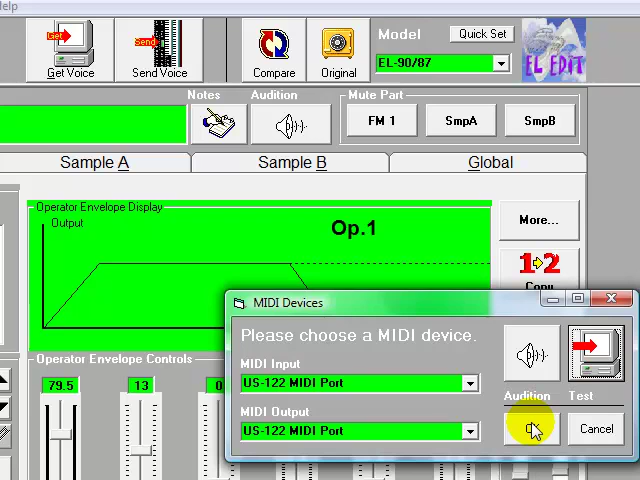 Help
Get
Get Voice
Send
Send Voice
Compare
Original
Model
Quick Set
EL-90/87
EL EDIT
Notes
Audition
Mute Part
FM 1
SmpA
SmpB
Sample A
Sample B
Global
Operator Envelope Display
Output
Op.1
More...
1 2
Copy
MIDI Devices
Please choose a MIDI device.
MIDI Input
US-122 MIDI Port
Audition
Test
MIDI Output
US-122 MIDI Port
Cancel
Operator Envelope Controls
79.5
13